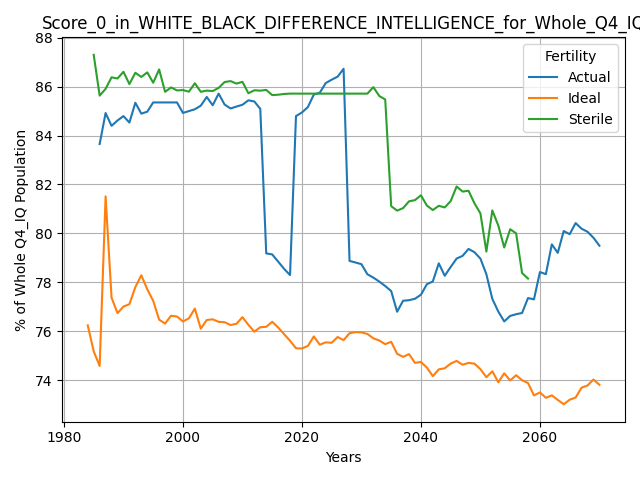 Score_0_in_WHITE_BLACK_DIFFERENCE_INTELLIGENCE_for_Whole_Q4_IQ
88
86
84
82
80
78
76
74
% of Whole Q4_IQ Population
Fertility
Actual
Ideal
Sterile
1980
2000
2020
2040
2060
Years